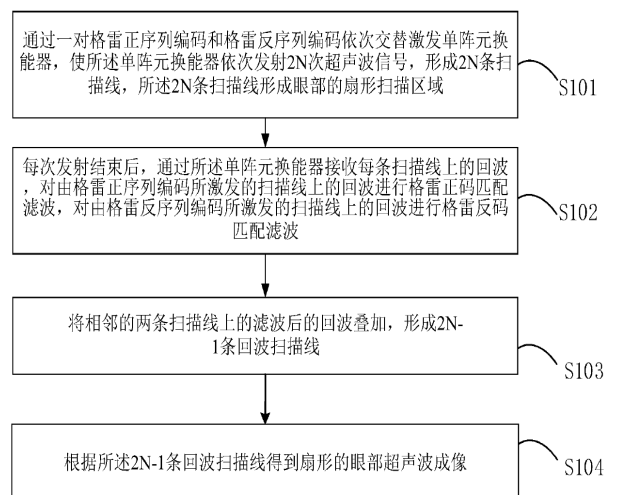 通过一对格雷正序列编码和格雷反序列编码依次交替激发单阵元换
能器，使所述单阵元换能器依次发射2N次超声波信号，形成2N条扫
描线，所述2N条扫描线形成眼部的扇形扫描区域
S101
每次发射结束后，通过所述单阵元换能器接收每条扫描线上的回波
，对由格雷正序列编码所激发的扫描线上的回波进行格雷正码匹配
滤波，对由格雷反序列编码所激发的扫描线上的回波进行格雷反码
匹配滤波
S102
将相邻的两条扫描线上的滤波后的回波叠加，形成2N-
1条回波扫描线
S103
根据所述2N-1条回波扫描线得到扇形的眼部超声波成像
S104